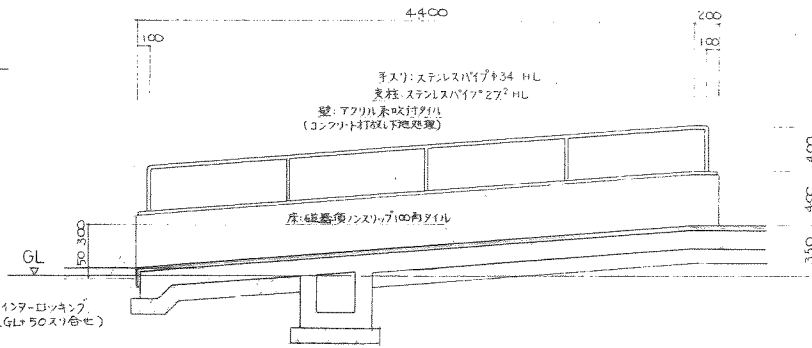 4400
200
100
100
手スリ：ステンレスパイプφ34 HL
支柱：ステンレスパイプ27.2 HL
壁：アクリル系吹付タイル
(コンクリート打放し下地処理)
400
400
350
床：磁器質ノンスリップ100角タイル
300
50
GL
インターロッキング
(GL+50スリ合せ)